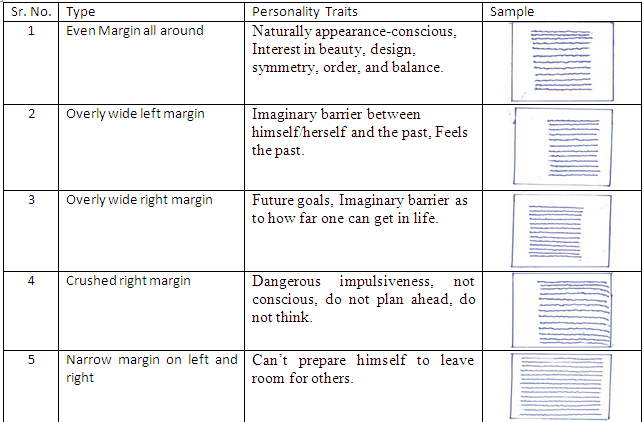 Sr. No. Type Personality Traits Sample
1 Even Margin all around Naturally appearance-conscious,
Interest in beauty, design,
symmetry, order, and balance.
2 Overly wide left margin Imaginary barrier between
himself/herself and the past, Feels
the past.
3 Overly wide right margin Future goals, Imaginary barrier as
to how far one can get in life.
4 Crushed right margin Dangerous impulsiveness, not
conscious, do not plan ahead, do
not think.
5 Narrow margin on left and Can't prepare himself to leave
right room for others.